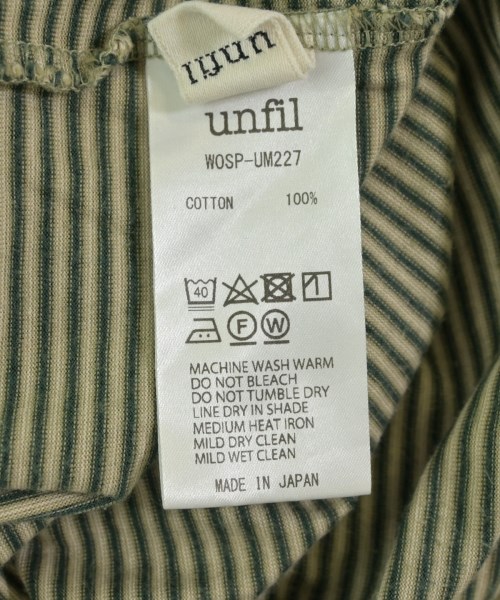 unfil
unfil
WOSP-UM227
COTTON 100%
40
F W
MACHINE WASH WARM
DO NOT BLEACH
DO NOT TUMBLE DRY
LINE DRY IN SHADE
MEDIUM HEAT IRON
MILD DRY CLEAN
MILD WET CLEAN
MADE IN JAPAN